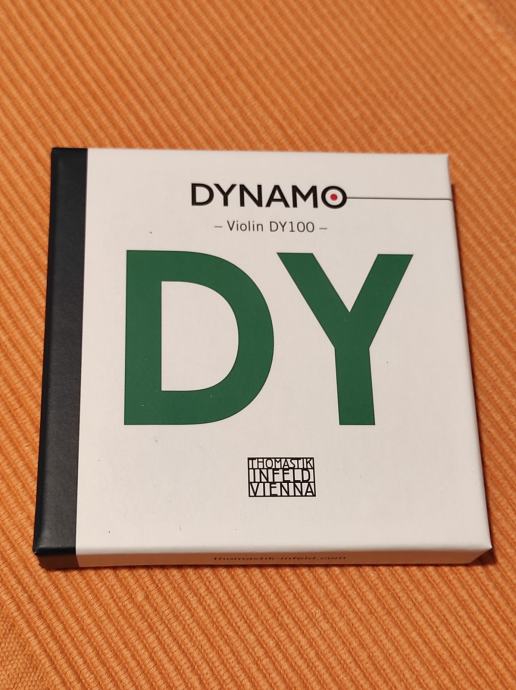 DYNAMO
– Violin DY100 –
DY
THOMASTIK
INFELD
VIENNA
thomastik-infeld.com